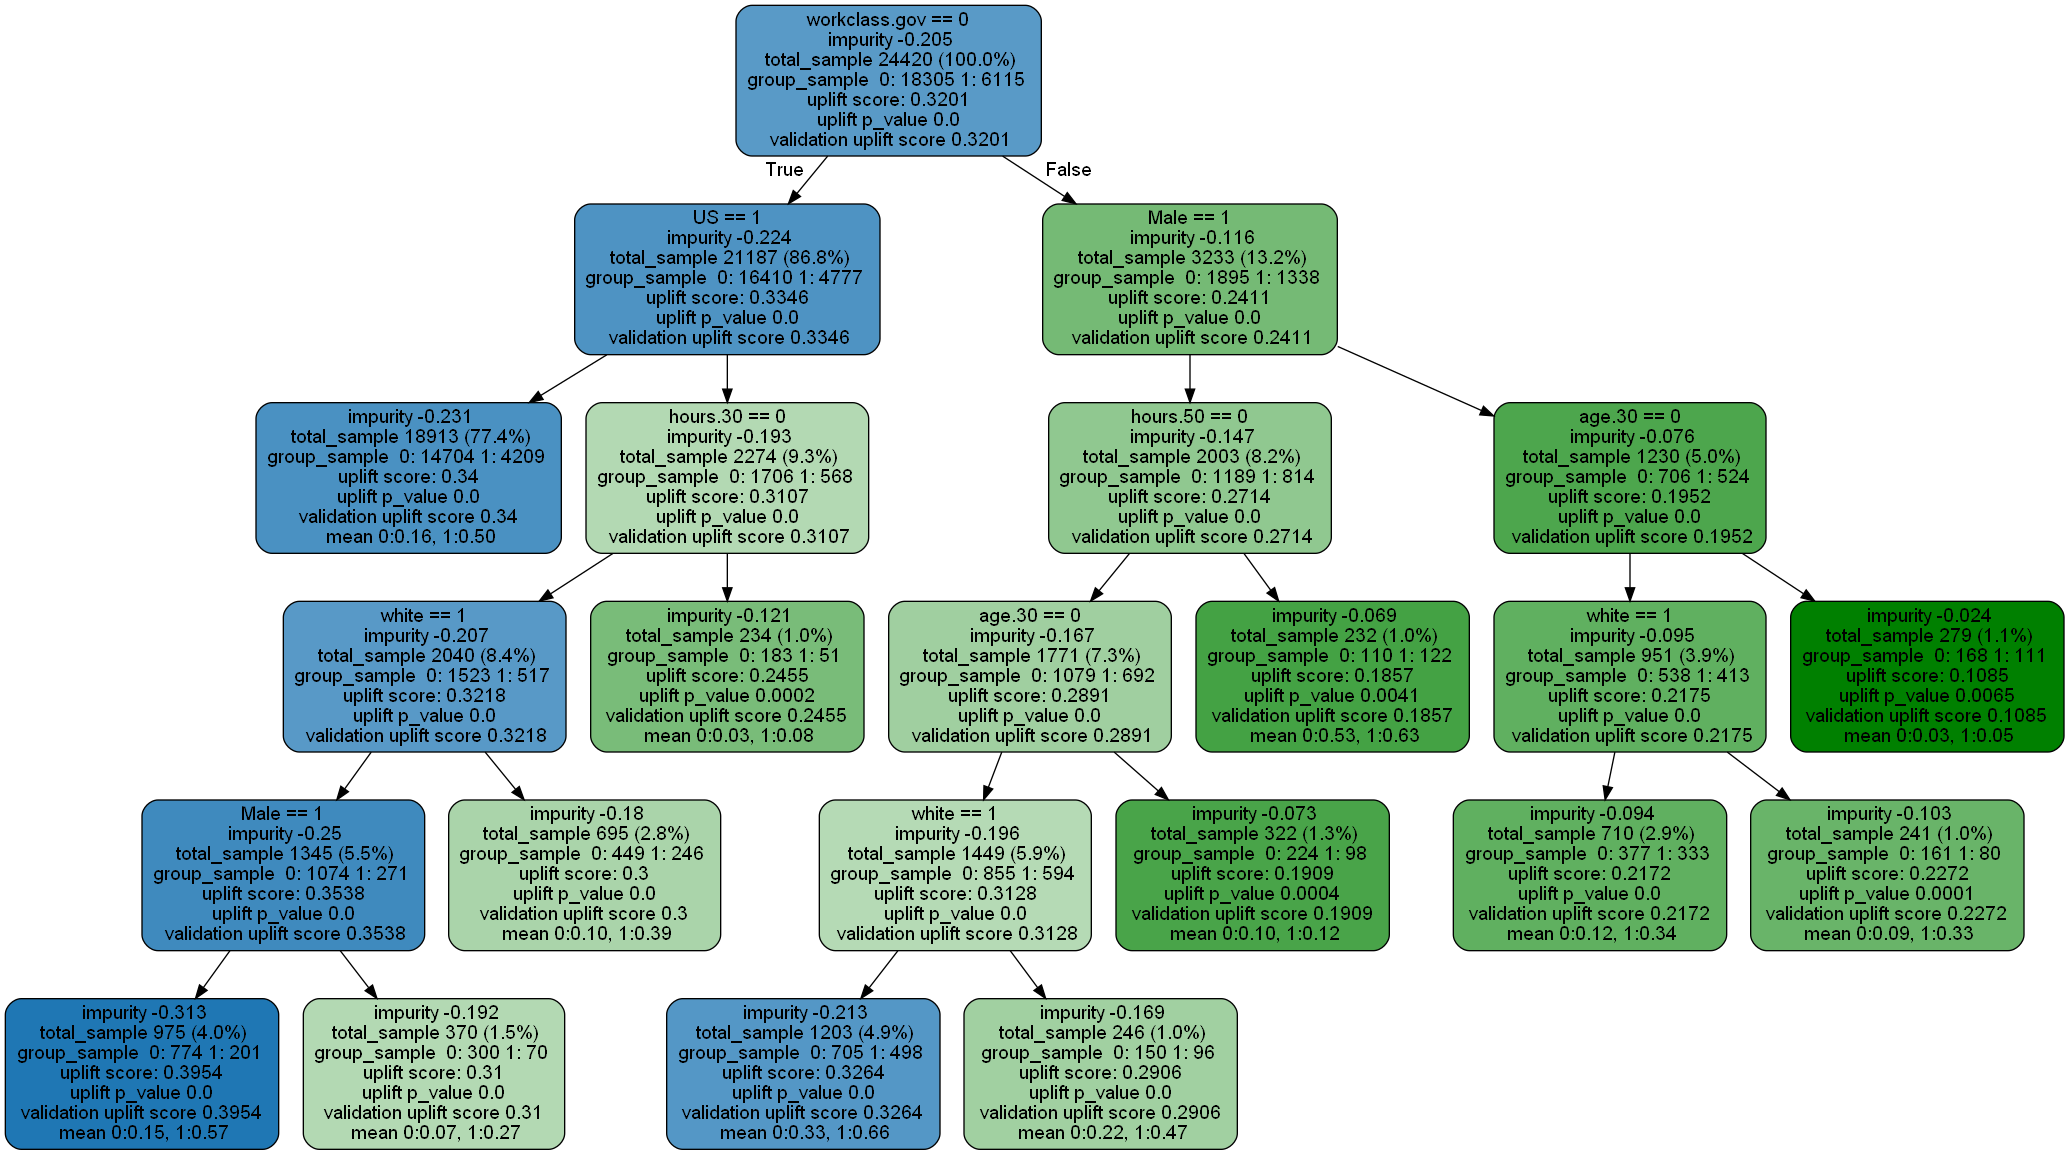 workclass.gov == 0
impurity -0.205
total_sample 24420 (100.0%)
group_sample 0: 18305 1: 6115
uplift score: 0.3201
uplift p_value 0.0
validation uplift score 0.3201
True
False
US == 1
impurity -0.224
total_sample 21187 (86.8%)
group_sample 0: 16410 1: 4777
uplift score: 0.3346
uplift p_value 0.0
validation uplift score 0.3346
Male == 1
impurity -0.116
total_sample 3233 (13.2%)
group_sample 0: 1895 1: 1338
uplift score: 0.2411
uplift p_value 0.0
validation uplift score 0.2411
impurity -0.231
total_sample 18913 (77.4%)
group_sample 0: 14704 1: 4209
uplift score: 0.34
uplift p_value 0.0
validation uplift score 0.34
mean 0:0.16, 1:0.50
hours.30 == 0
impurity -0.193
total_sample 2274 (9.3%)
group_sample 0: 1706 1: 568
uplift score: 0.3107
uplift p_value 0.0
validation uplift score 0.3107
hours.50 == 0
impurity -0.147
total_sample 2003 (8.2%)
group_sample 0: 1189 1: 814
uplift score: 0.2714
uplift p_value 0.0
validation uplift score 0.2714
age.30 == 0
impurity -0.076
total_sample 1230 (5.0%)
group_sample 0: 706 1: 524
uplift score: 0.1952
uplift p_value 0.0
validation uplift score 0.1952
white == 1
impurity -0.207
total_sample 2040 (8.4%)
group_sample 0: 1523 1: 517
uplift score: 0.3218
uplift p_value 0.0
validation uplift score 0.3218
impurity -0.121
total_sample 234 (1.0%)
group_sample 0: 183 1: 51
uplift score: 0.2455
uplift p_value 0.0002
validation uplift score 0.2455
mean 0:0.03, 1:0.08
age.30 == 0
impurity -0.167
total_sample 1771 (7.3%)
group_sample 0: 1079 1: 692
uplift score: 0.2891
uplift p_value 0.0
validation uplift score 0.2891
impurity -0.069
total_sample 232 (1.0%)
group_sample 0: 110 1: 122
uplift score: 0.1857
uplift p_value 0.0041
validation uplift score 0.1857
mean 0:0.53, 1:0.63
white == 1
impurity -0.095
total_sample 951 (3.9%)
group_sample 0: 538 1: 413
uplift score: 0.2175
uplift p_value 0.0
validation uplift score 0.2175
impurity -0.024
total_sample 279 (1.1%)
group_sample 0: 168 1: 111
uplift score: 0.1085
uplift p_value 0.0065
validation uplift score 0.1085
mean 0:0.03, 1:0.05
Male == 1
impurity -0.25
total_sample 1345 (5.5%)
group_sample 0: 1074 1: 271
uplift score: 0.3538
uplift p_value 0.0
validation uplift score 0.3538
impurity -0.18
total_sample 695 (2.8%)
group_sample 0: 449 1: 246
uplift score: 0.3
uplift p_value 0.0
validation uplift score 0.3
mean 0:0.10, 1:0.39
white == 1
impurity -0.196
total_sample 1449 (5.9%)
group_sample 0: 855 1: 594
uplift score: 0.3128
uplift p_value 0.0
validation uplift score 0.3128
impurity -0.073
total_sample 322 (1.3%)
group_sample 0: 224 1: 98
uplift score: 0.1909
uplift p_value 0.0004
validation uplift score 0.1909
mean 0:0.10, 1:0.12
impurity -0.094
total_sample 710 (2.9%)
group_sample 0: 377 1: 333
uplift score: 0.2172
uplift p_value 0.0
validation uplift score 0.2172
mean 0:0.12, 1:0.34
impurity -0.103
total_sample 241 (1.0%)
group_sample 0: 161 1: 80
uplift score: 0.2272
uplift p_value 0.0001
validation uplift score 0.2272
mean 0:0.09, 1:0.33
impurity -0.313
total_sample 975 (4.0%)
group_sample 0: 774 1: 201
uplift score: 0.3954
uplift p_value 0.0
validation uplift score 0.3954
mean 0:0.15, 1:0.57
impurity -0.192
total_sample 370 (1.5%)
group_sample 0: 300 1: 70
uplift score: 0.31
uplift p_value 0.0
validation uplift score 0.31
mean 0:0.07, 1:0.27
impurity -0.213
total_sample 1203 (4.9%)
group_sample 0: 705 1: 498
uplift score: 0.3264
uplift p_value 0.0
validation uplift score 0.3264
mean 0:0.33, 1:0.66
impurity -0.169
total_sample 246 (1.0%)
group_sample 0: 150 1: 96
uplift score: 0.2906
uplift p_value 0.0
validation uplift score 0.2906
mean 0:0.22, 1:0.47